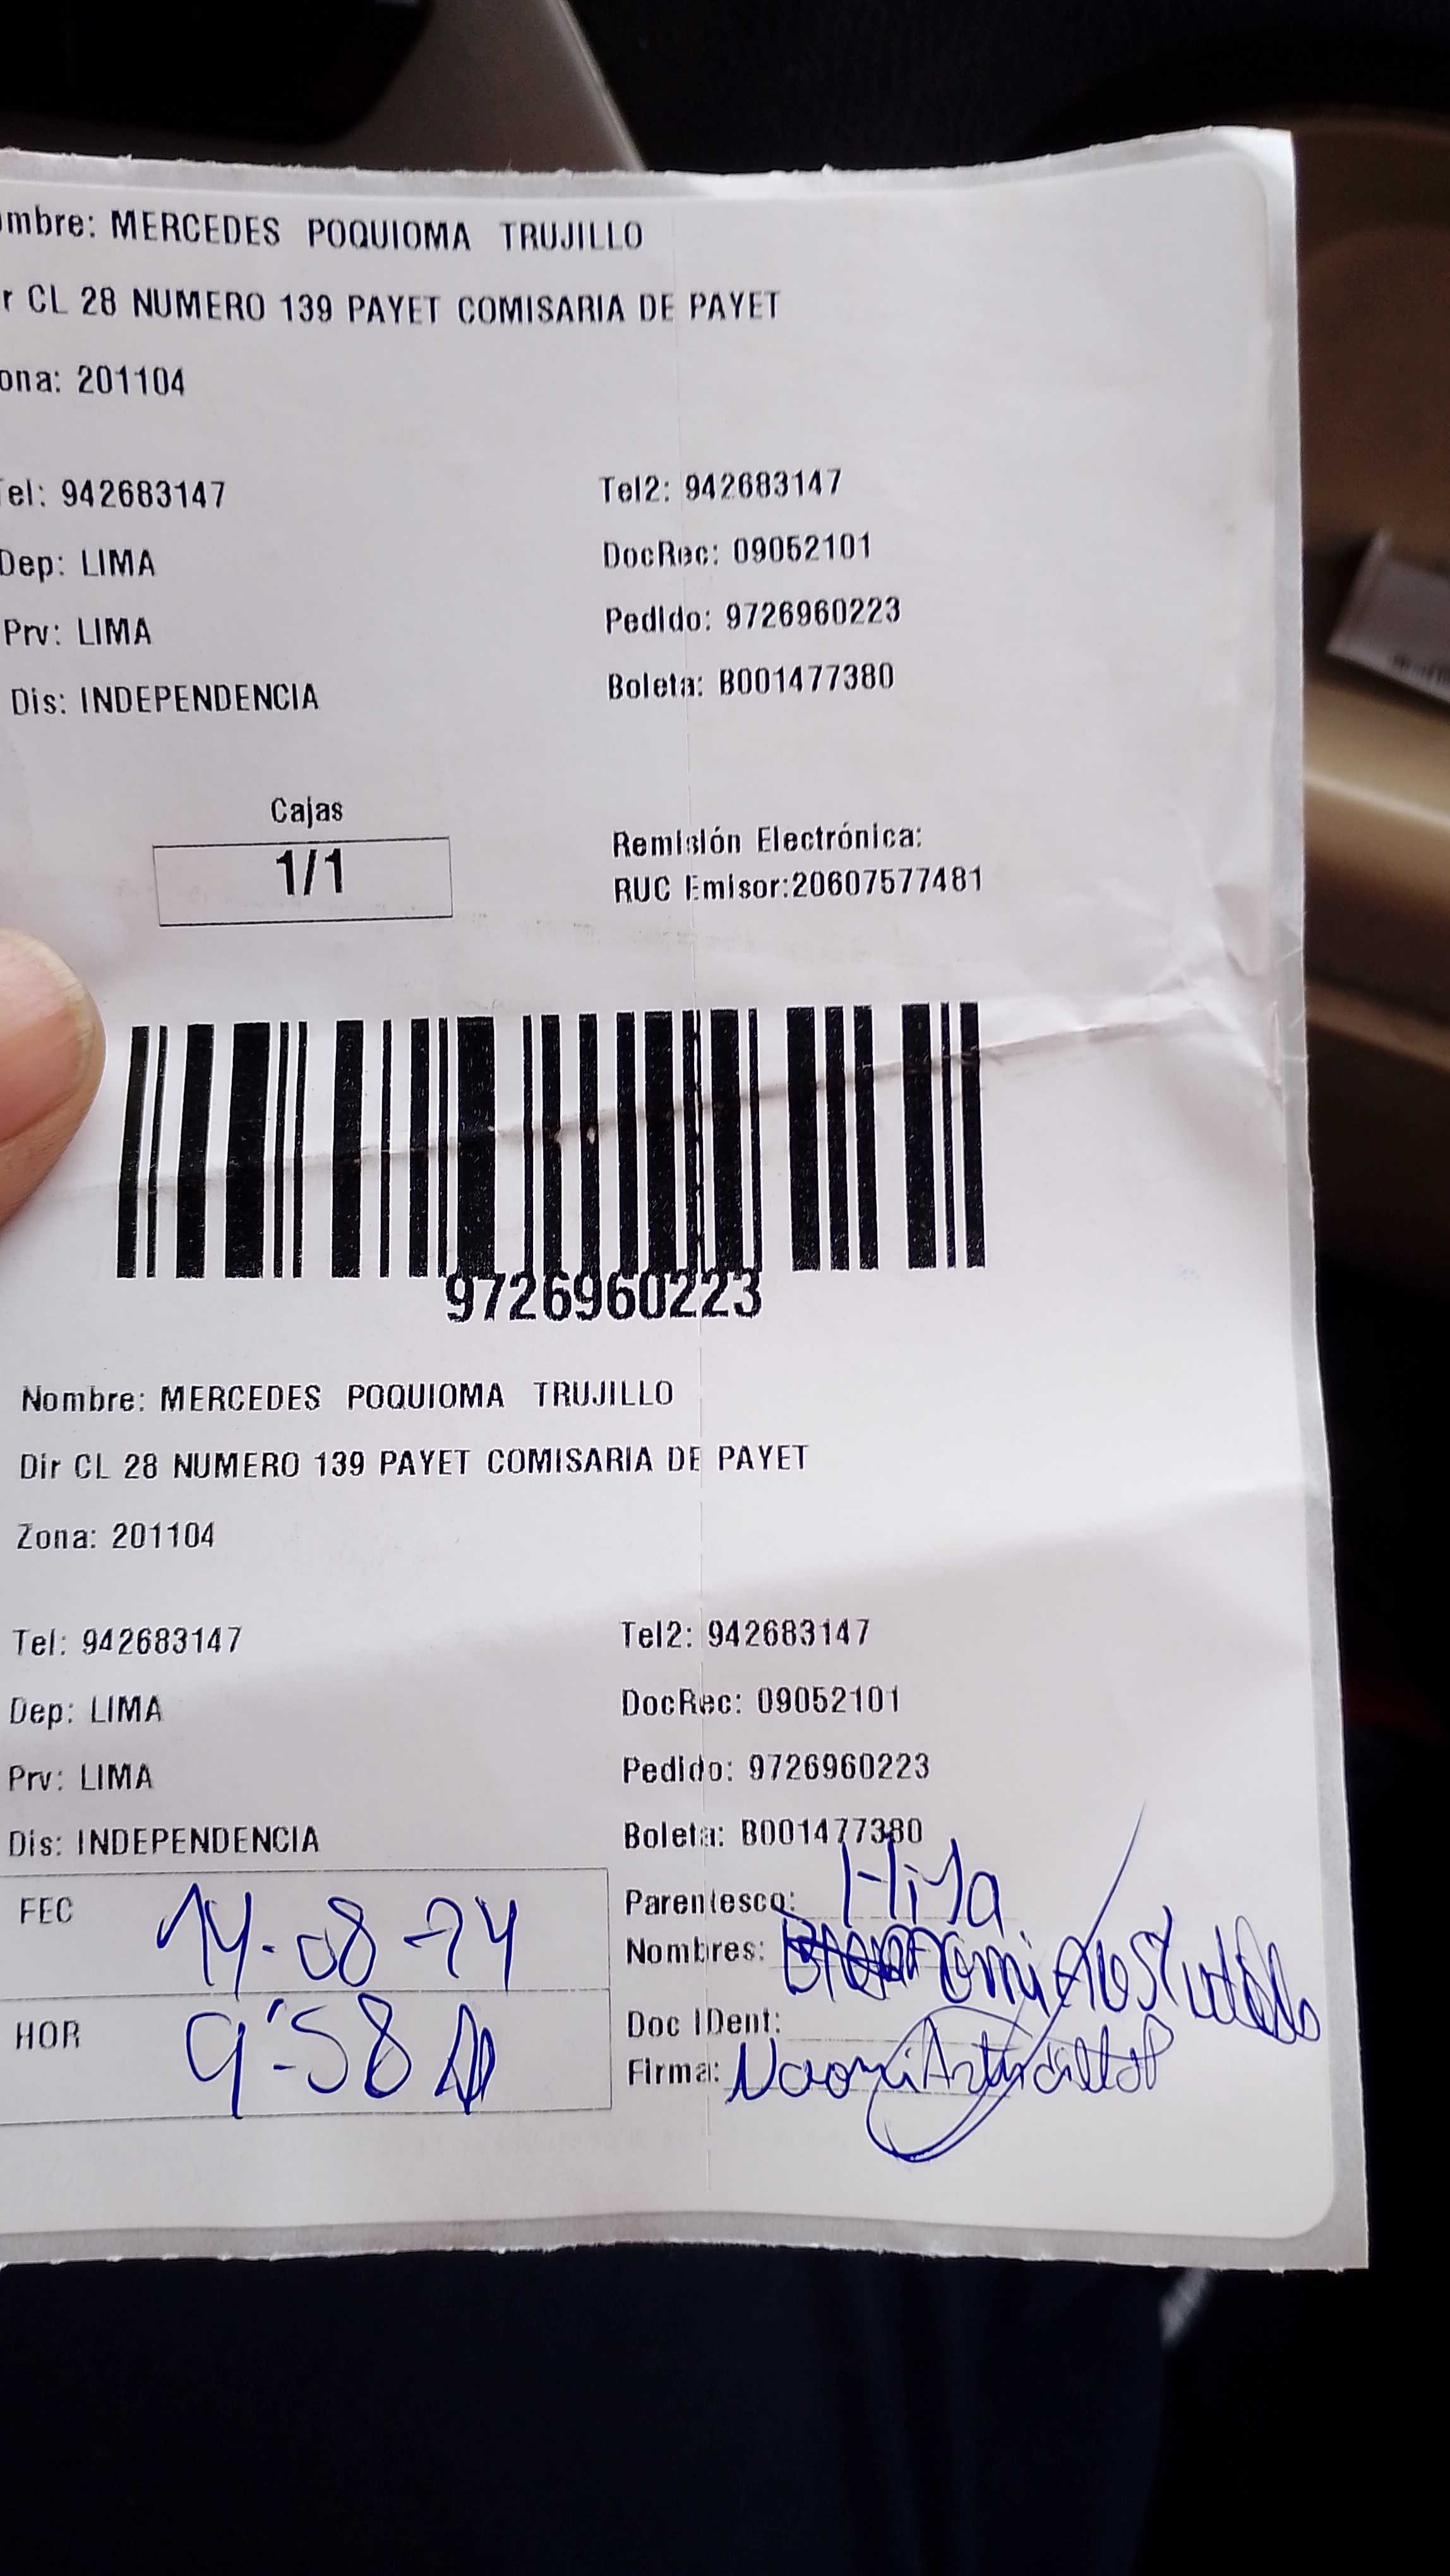 mbre: MERCEDES POQUIOMA TRUJILLO
r CL 28 NUMERO 139 PAYET COMISARIA DE PAYET
ona: 201104
Tel: 942683147 Tel2: 942683147
Dep: LIMA DocRec: 09052101
Prv: LIMA Pedido: 9726960223
Dis: INDEPENDENCIA Boleta: B001477380
Cajas
1/1
Remisión Electrónica:
RUC Emisor:20607577481
9726960223
Nombre: MERCEDES POQUIOMA TRUJILLO
Dir CL 28 NUMERO 139 PAYET COMISARIA DE PAYET
Zona: 201104
Tel: 942683147 Tel2: 942683147
Dep: LIMA DocRec: 09052101
Prv: LIMA Pedido: 9726960223
Dis: INDEPENDENCIA Boleta: B001477380
FEC 14-08-24 Parentesco: Hija
Nombres:
HOR 9:58 Doc IDent:
Firma: Naomi